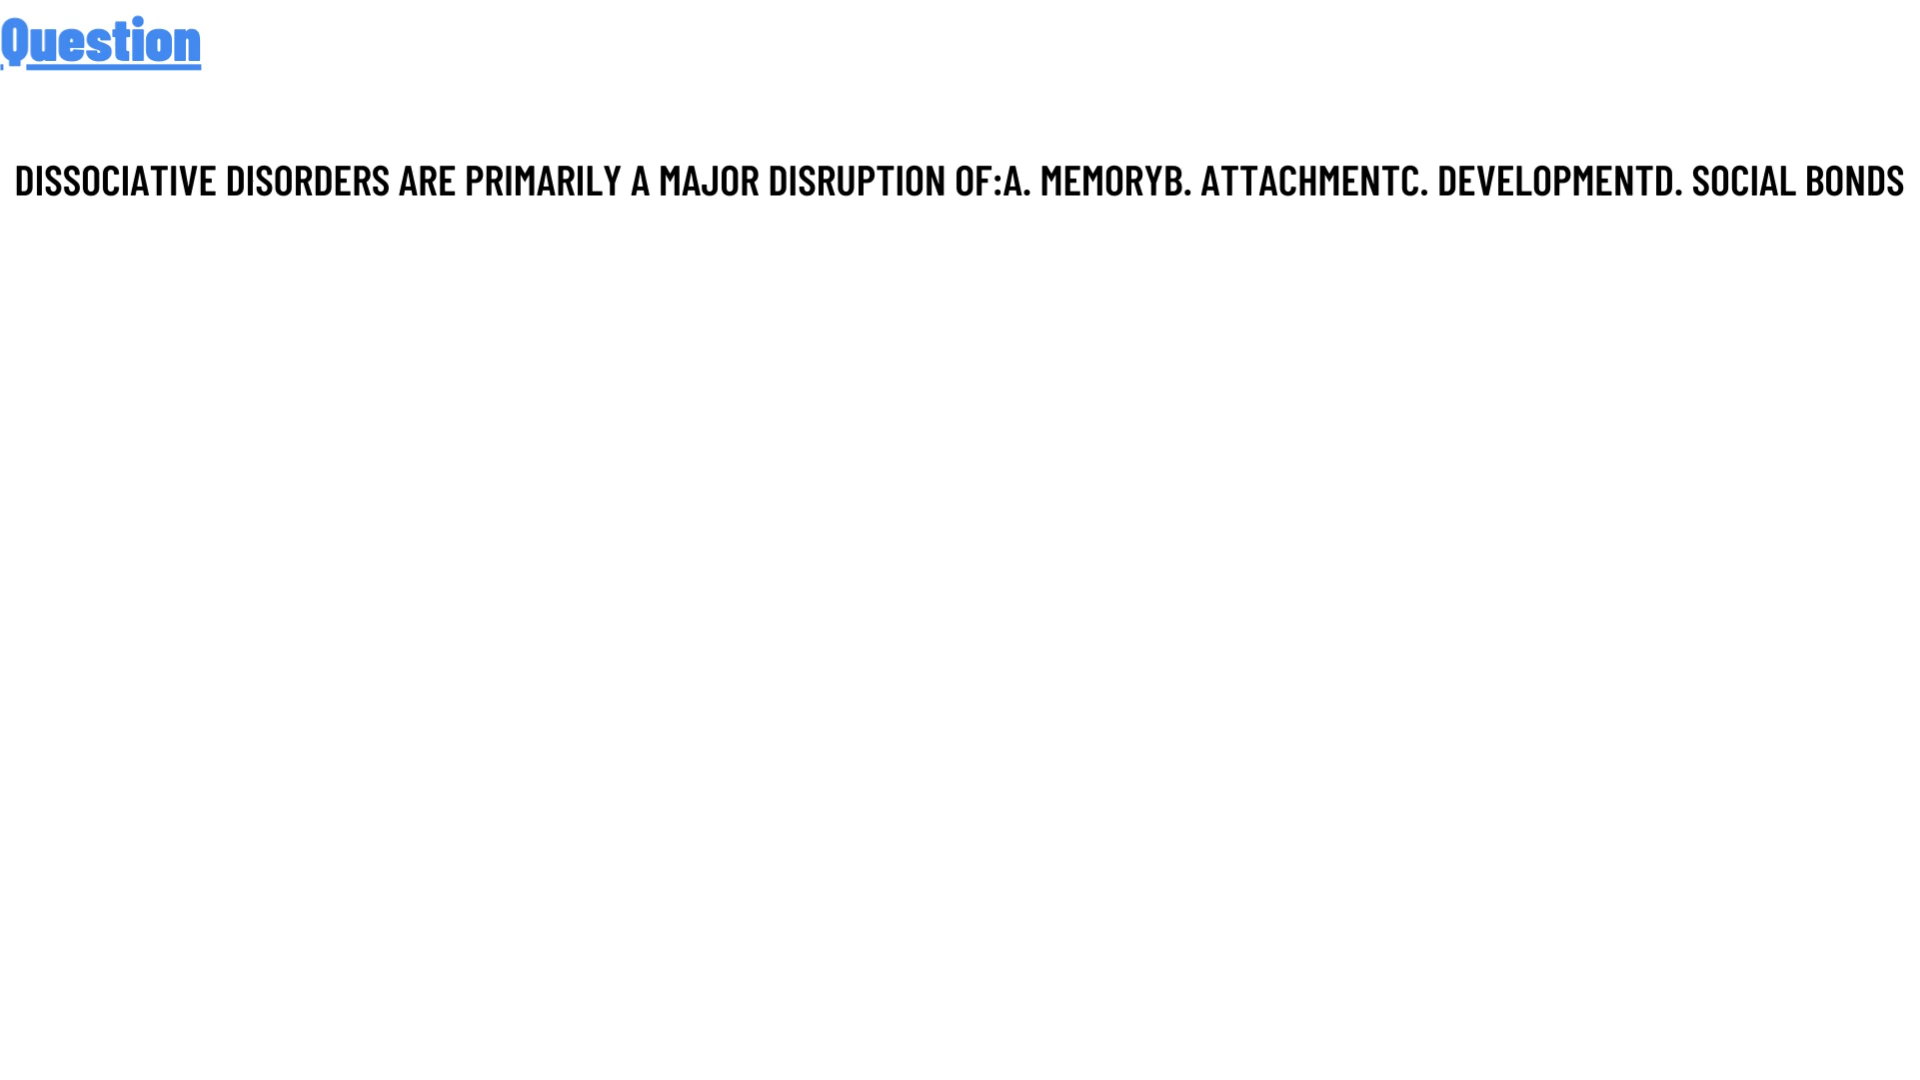 Question
DISSOCIATIVE DISORDERS ARE PRIMARILY A MAJOR DISRUPTION OF:A. MEMORYB. ATTACHMENTC. DEVELOPMENTD. SOCIAL BONDS